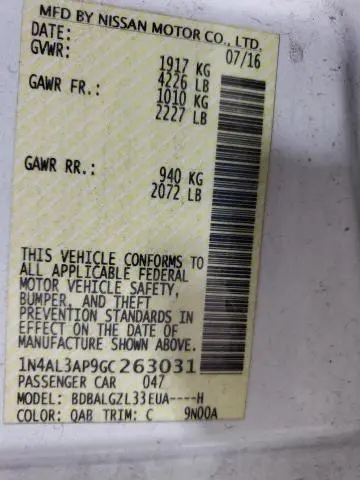 MFD BY NISSAN MOTOR CO., LTD.
DATE: 07/16
GVWR: 1917 KG
4226 LB
GAWR FR.: 1010 KG
2227 LB
GAWR RR.: 940 KG
2072 LB
THIS VEHICLE CONFORMS TO
ALL APPLICABLE FEDERAL
MOTOR VEHICLE SAFETY,
BUMPER, AND THEFT
PREVENTION STANDARDS IN
EFFECT ON THE DATE OF
MANUFACTURE SHOWN ABOVE.
1N4AL3AP9GC263031
PASSENGER CAR 047
MODEL: BDBALGZL33EUA----H
COLOR: QAB TRIM: C 9N00A